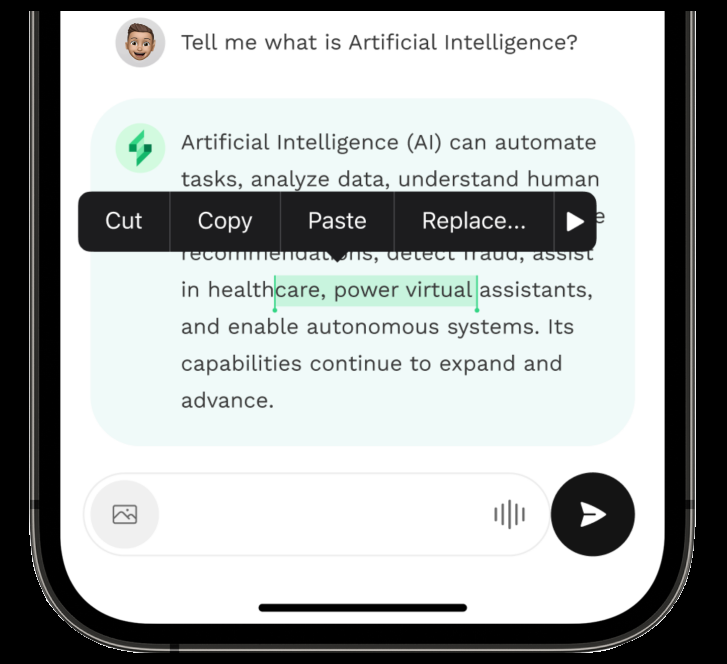 Tell me what is Artificial Intelligence?
Artificial Intelligence (AI) can automate
tasks, analyze data, understand human
Cut Copy Paste Replace...
recommendations, detect fraud, assist
in healthcare, power virtual assistants,
and enable autonomous systems. Its
capabilities continue to expand and
advance.